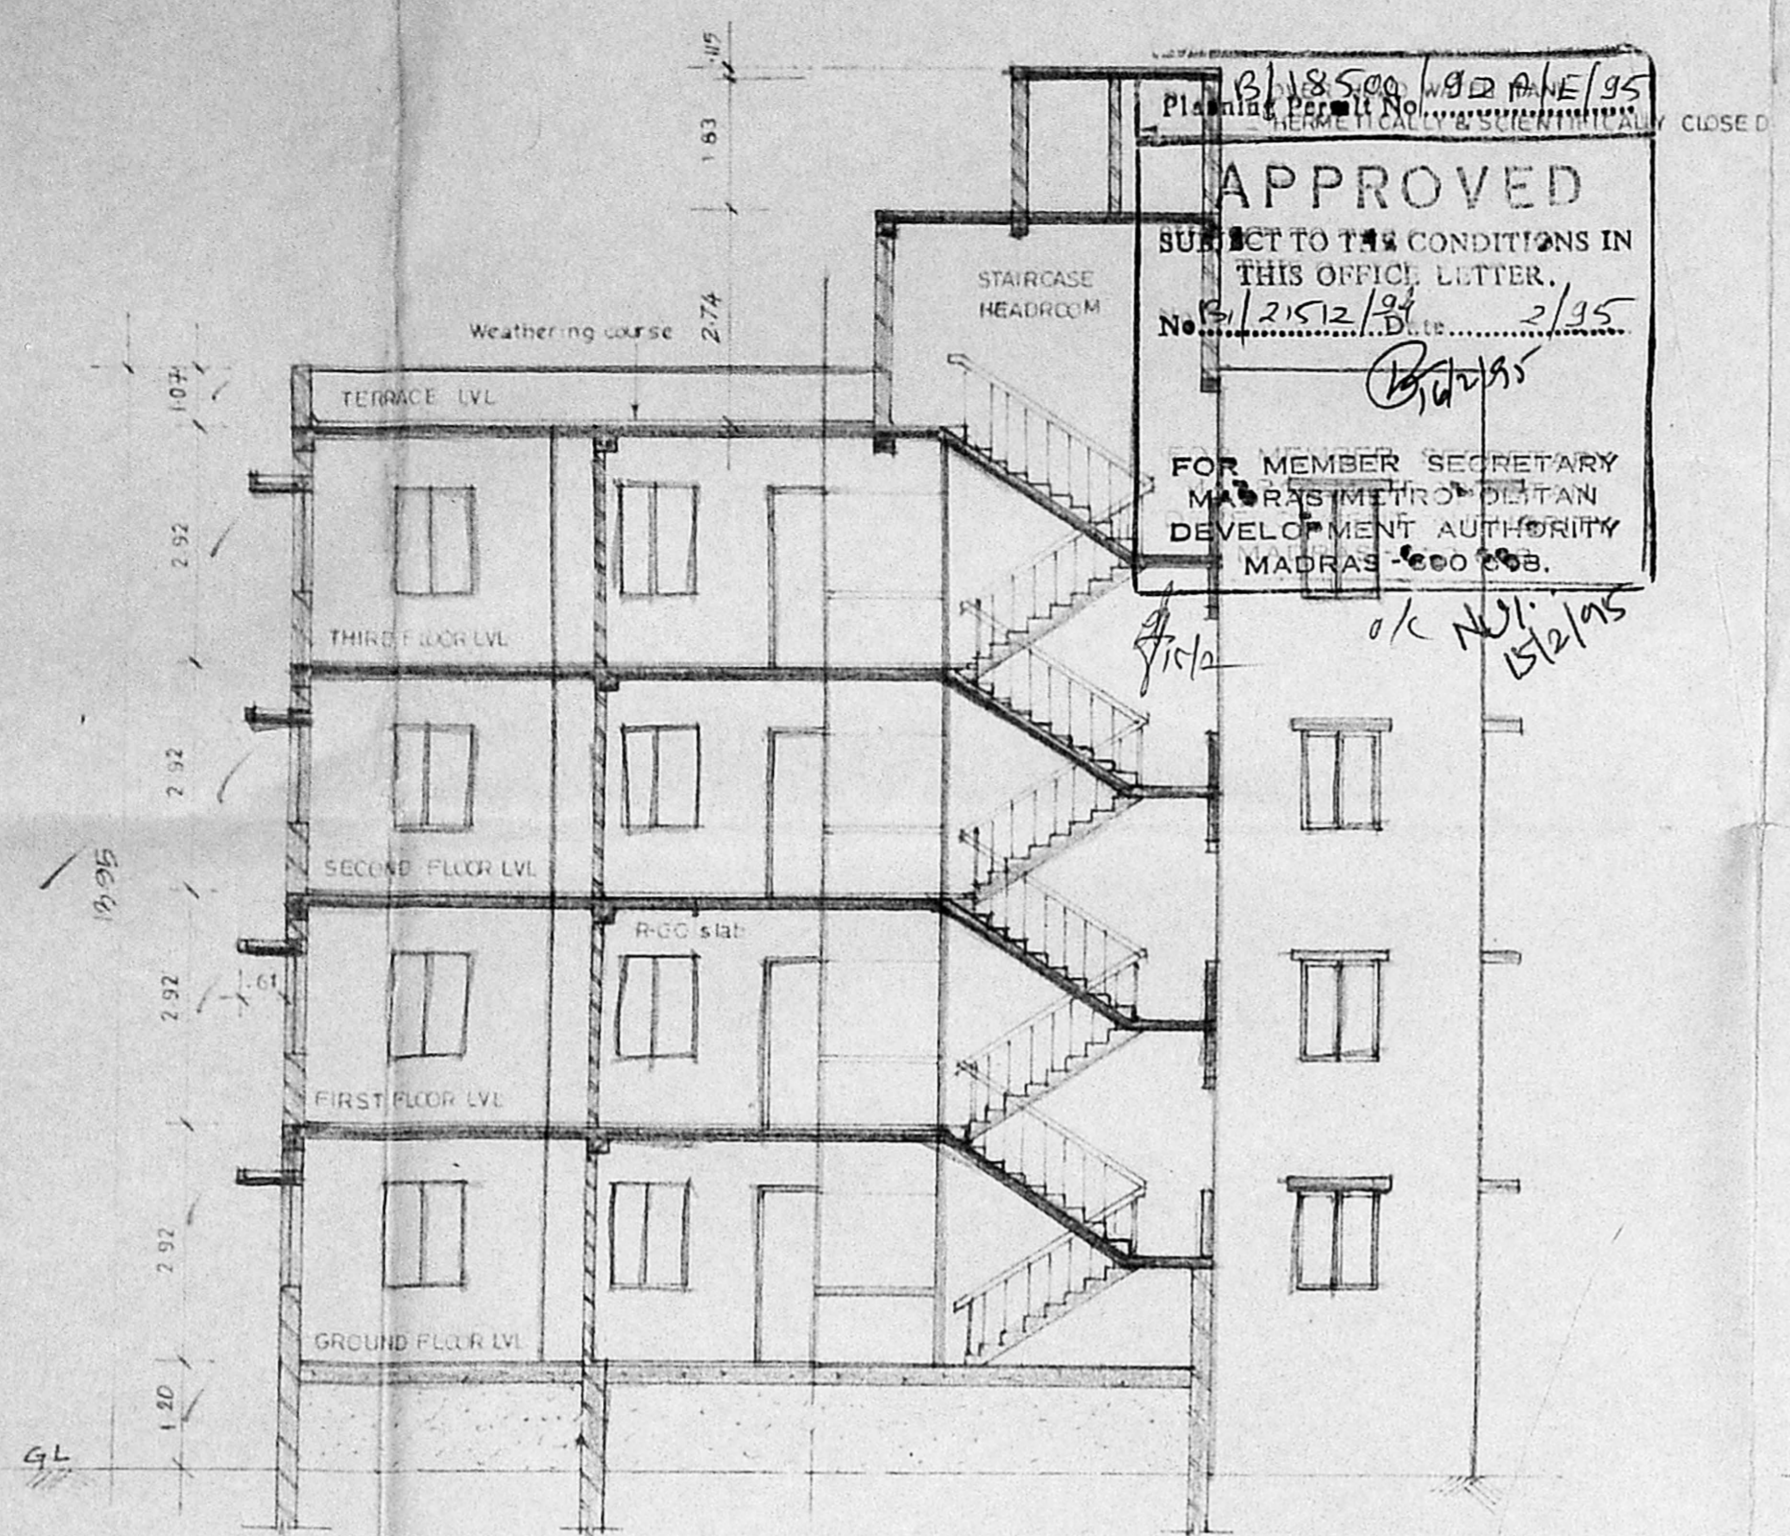 .115
B/18500/92 A/E/95
Planning Permit No
HERMETICALLY & SCIENTIFICALLY CLOSED
1.83
APPROVED
SUBJECT TO THE CONDITIONS IN
THIS OFFICE LETTER.
No B1/21512/94 Date 2/95
STAIRCASE
HEADROOM
2.74
Weathering course
16/2/95
1.07
TERRACE LVL
FOR MEMBER SECRETARY
MADRAS METROPOLITAN
DEVELOPMENT AUTHORITY
MADRAS - 600 008.
2.92
THIRD FLOOR LVL
15/2
o/c
15/2/95
2.92
SECOND FLOOR LVL
13.95
R.C.C slab
2.92
.61
FIRST FLOOR LVL
2.92
GROUND FLOOR LVL
1.20
GL